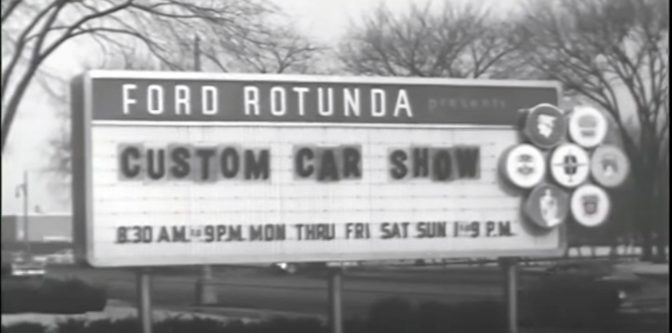 FORD ROTUNDA presents
CUSTOM CAR SHOW
8:30 A.M. to 9 P.M. MON THRU FRI SAT SUN 1 to 9 P.M.